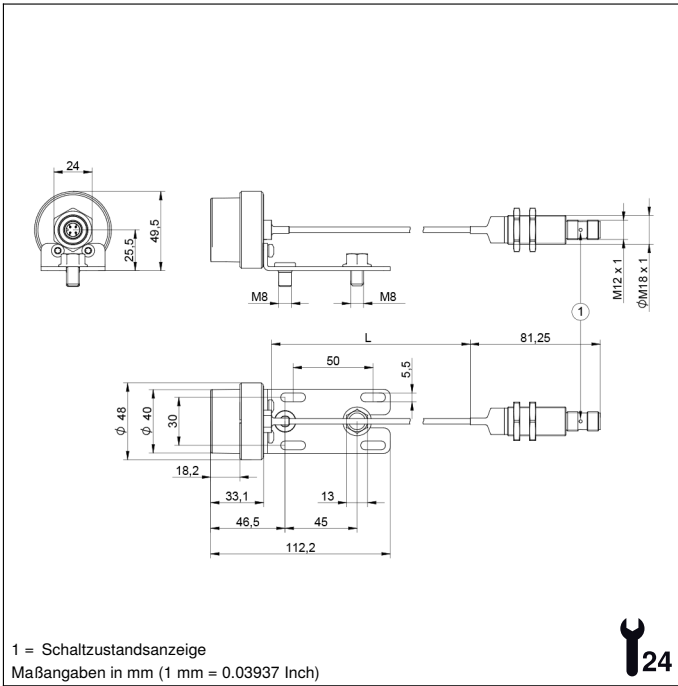 24
49,5
25,5
M8
M8
M12 x 1
ϕM18 x 1
1
L
81,25
50
5,5
ϕ 48
ϕ 40
30
18,2
33,1
13
46,5
45
112,2
1 = Schaltzustandsanzeige
Maßangaben in mm (1 mm = 0.03937 Inch)
24